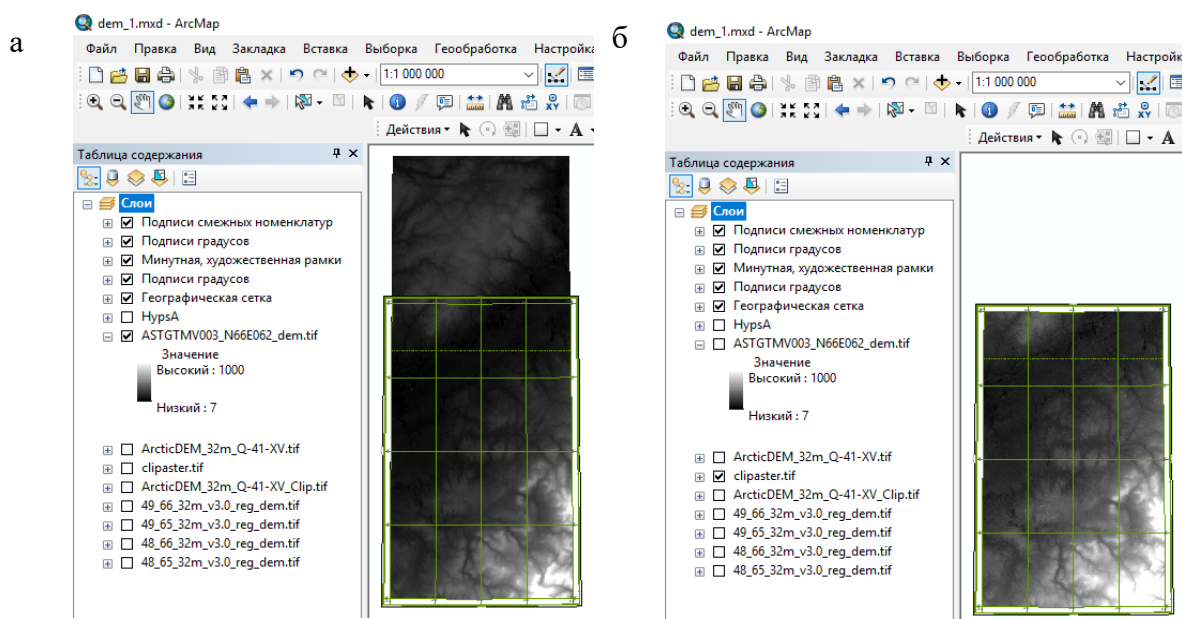 а
dem_1.mxd - ArcMap
Файл Правка Вид Закладка Вставка Выборка Геообработка Настройка
1:1 000 000
Действия
Таблица содержания
Слои
Подписи смежных номенклатур
Подписи градусов
Минутная, художественная рамки
Подписи градусов
Географическая сетка
HypsA
ASTGTMV003_N66E062_dem.tif
Значение
Высокий : 1000
Низкий : 7
ArcticDEM_32m_Q-41-XV.tif
clipaster.tif
ArcticDEM_32m_Q-41-XV_Clip.tif
49_66_32m_v3.0_reg_dem.tif
49_65_32m_v3.0_reg_dem.tif
48_66_32m_v3.0_reg_dem.tif
48_65_32m_v3.0_reg_dem.tif
б
dem_1.mxd - ArcMap
Файл Правка Вид Закладка Вставка Выборка Геообработка Настройк
1:1 000 000
Действия
Таблица содержания
Слои
Подписи смежных номенклатур
Подписи градусов
Минутная, художественная рамки
Подписи градусов
Географическая сетка
HypsA
ASTGTMV003_N66E062_dem.tif
Значение
Высокий : 1000
Низкий : 7
ArcticDEM_32m_Q-41-XV.tif
clipaster.tif
ArcticDEM_32m_Q-41-XV_Clip.tif
49_66_32m_v3.0_reg_dem.tif
49_65_32m_v3.0_reg_dem.tif
48_66_32m_v3.0_reg_dem.tif
48_65_32m_v3.0_reg_dem.tif